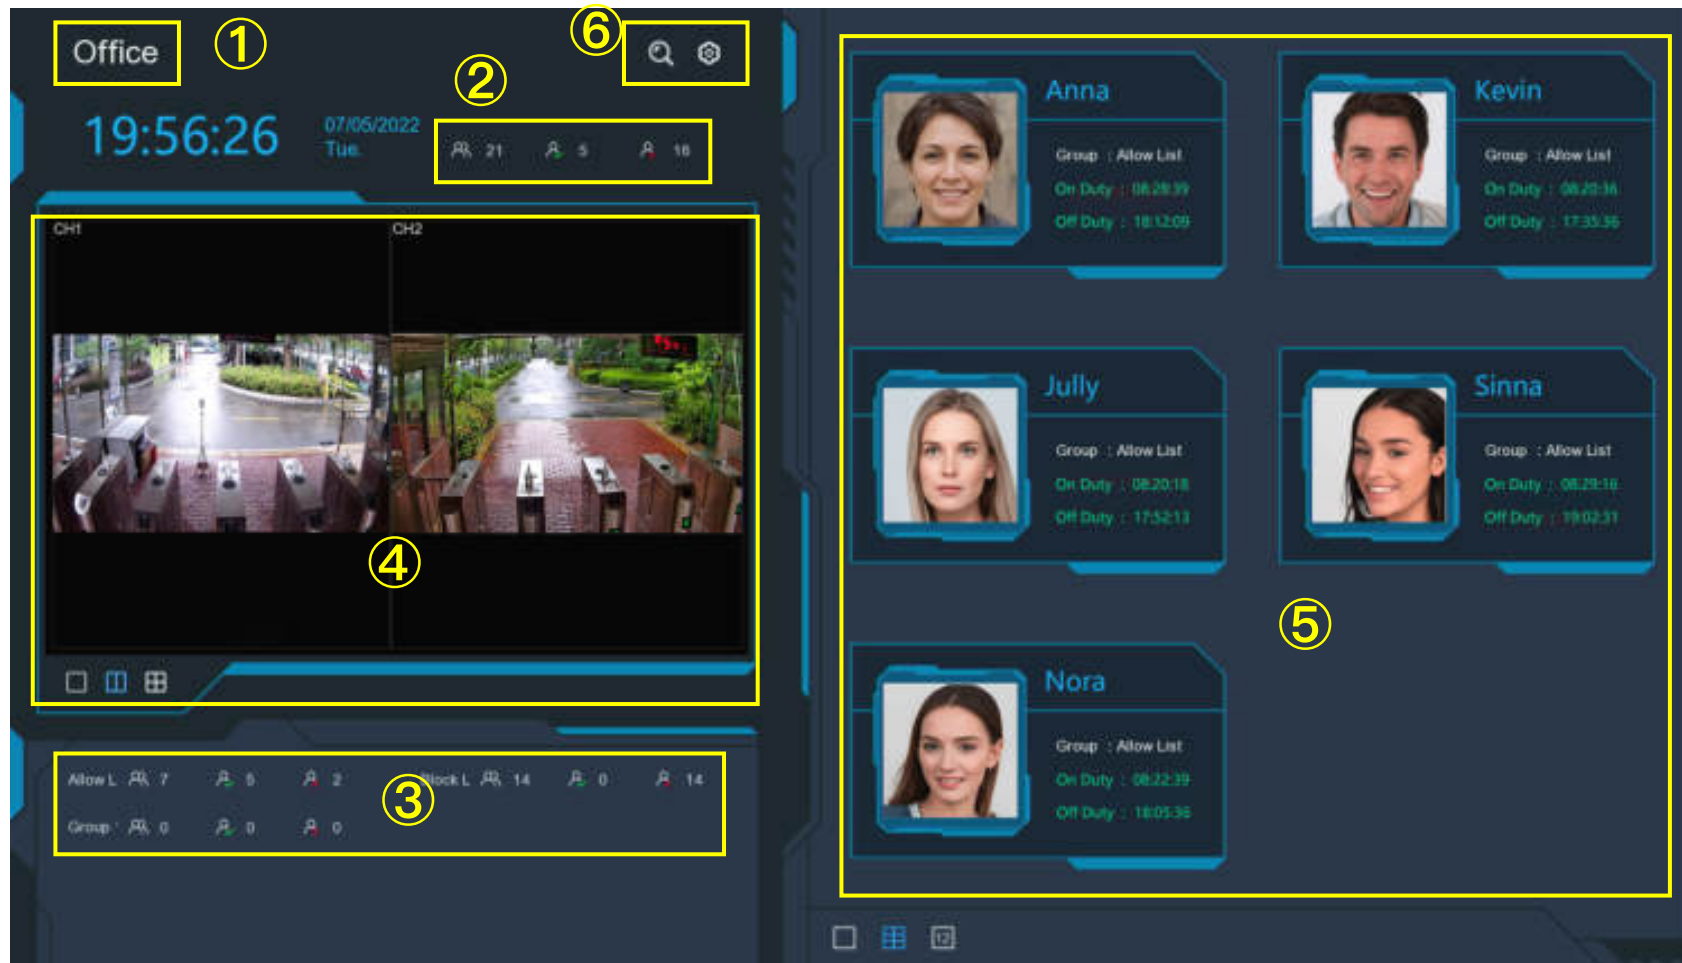 Office
①
⑥
②
19:56:26
07/05/2022
Tue.
21 5 16
CH1
CH2
④
Allow L 7 5 2
Block L 14 0 14
Group 0 0 0
③
Anna
Group : Allow List
On Duty : 08:28:39
Off Duty : 18:12:09
Kevin
Group : Allow List
On Duty : 08:20:36
Off Duty : 17:35:36
Jully
Group : Allow List
On Duty : 08:20:18
Off Duty : 17:52:13
Sinna
Group : Allow List
On Duty : 08:29:16
Off Duty : 19:02:31
⑤
Nora
Group : Allow List
On Duty : 08:22:39
Off Duty : 18:05:36
12